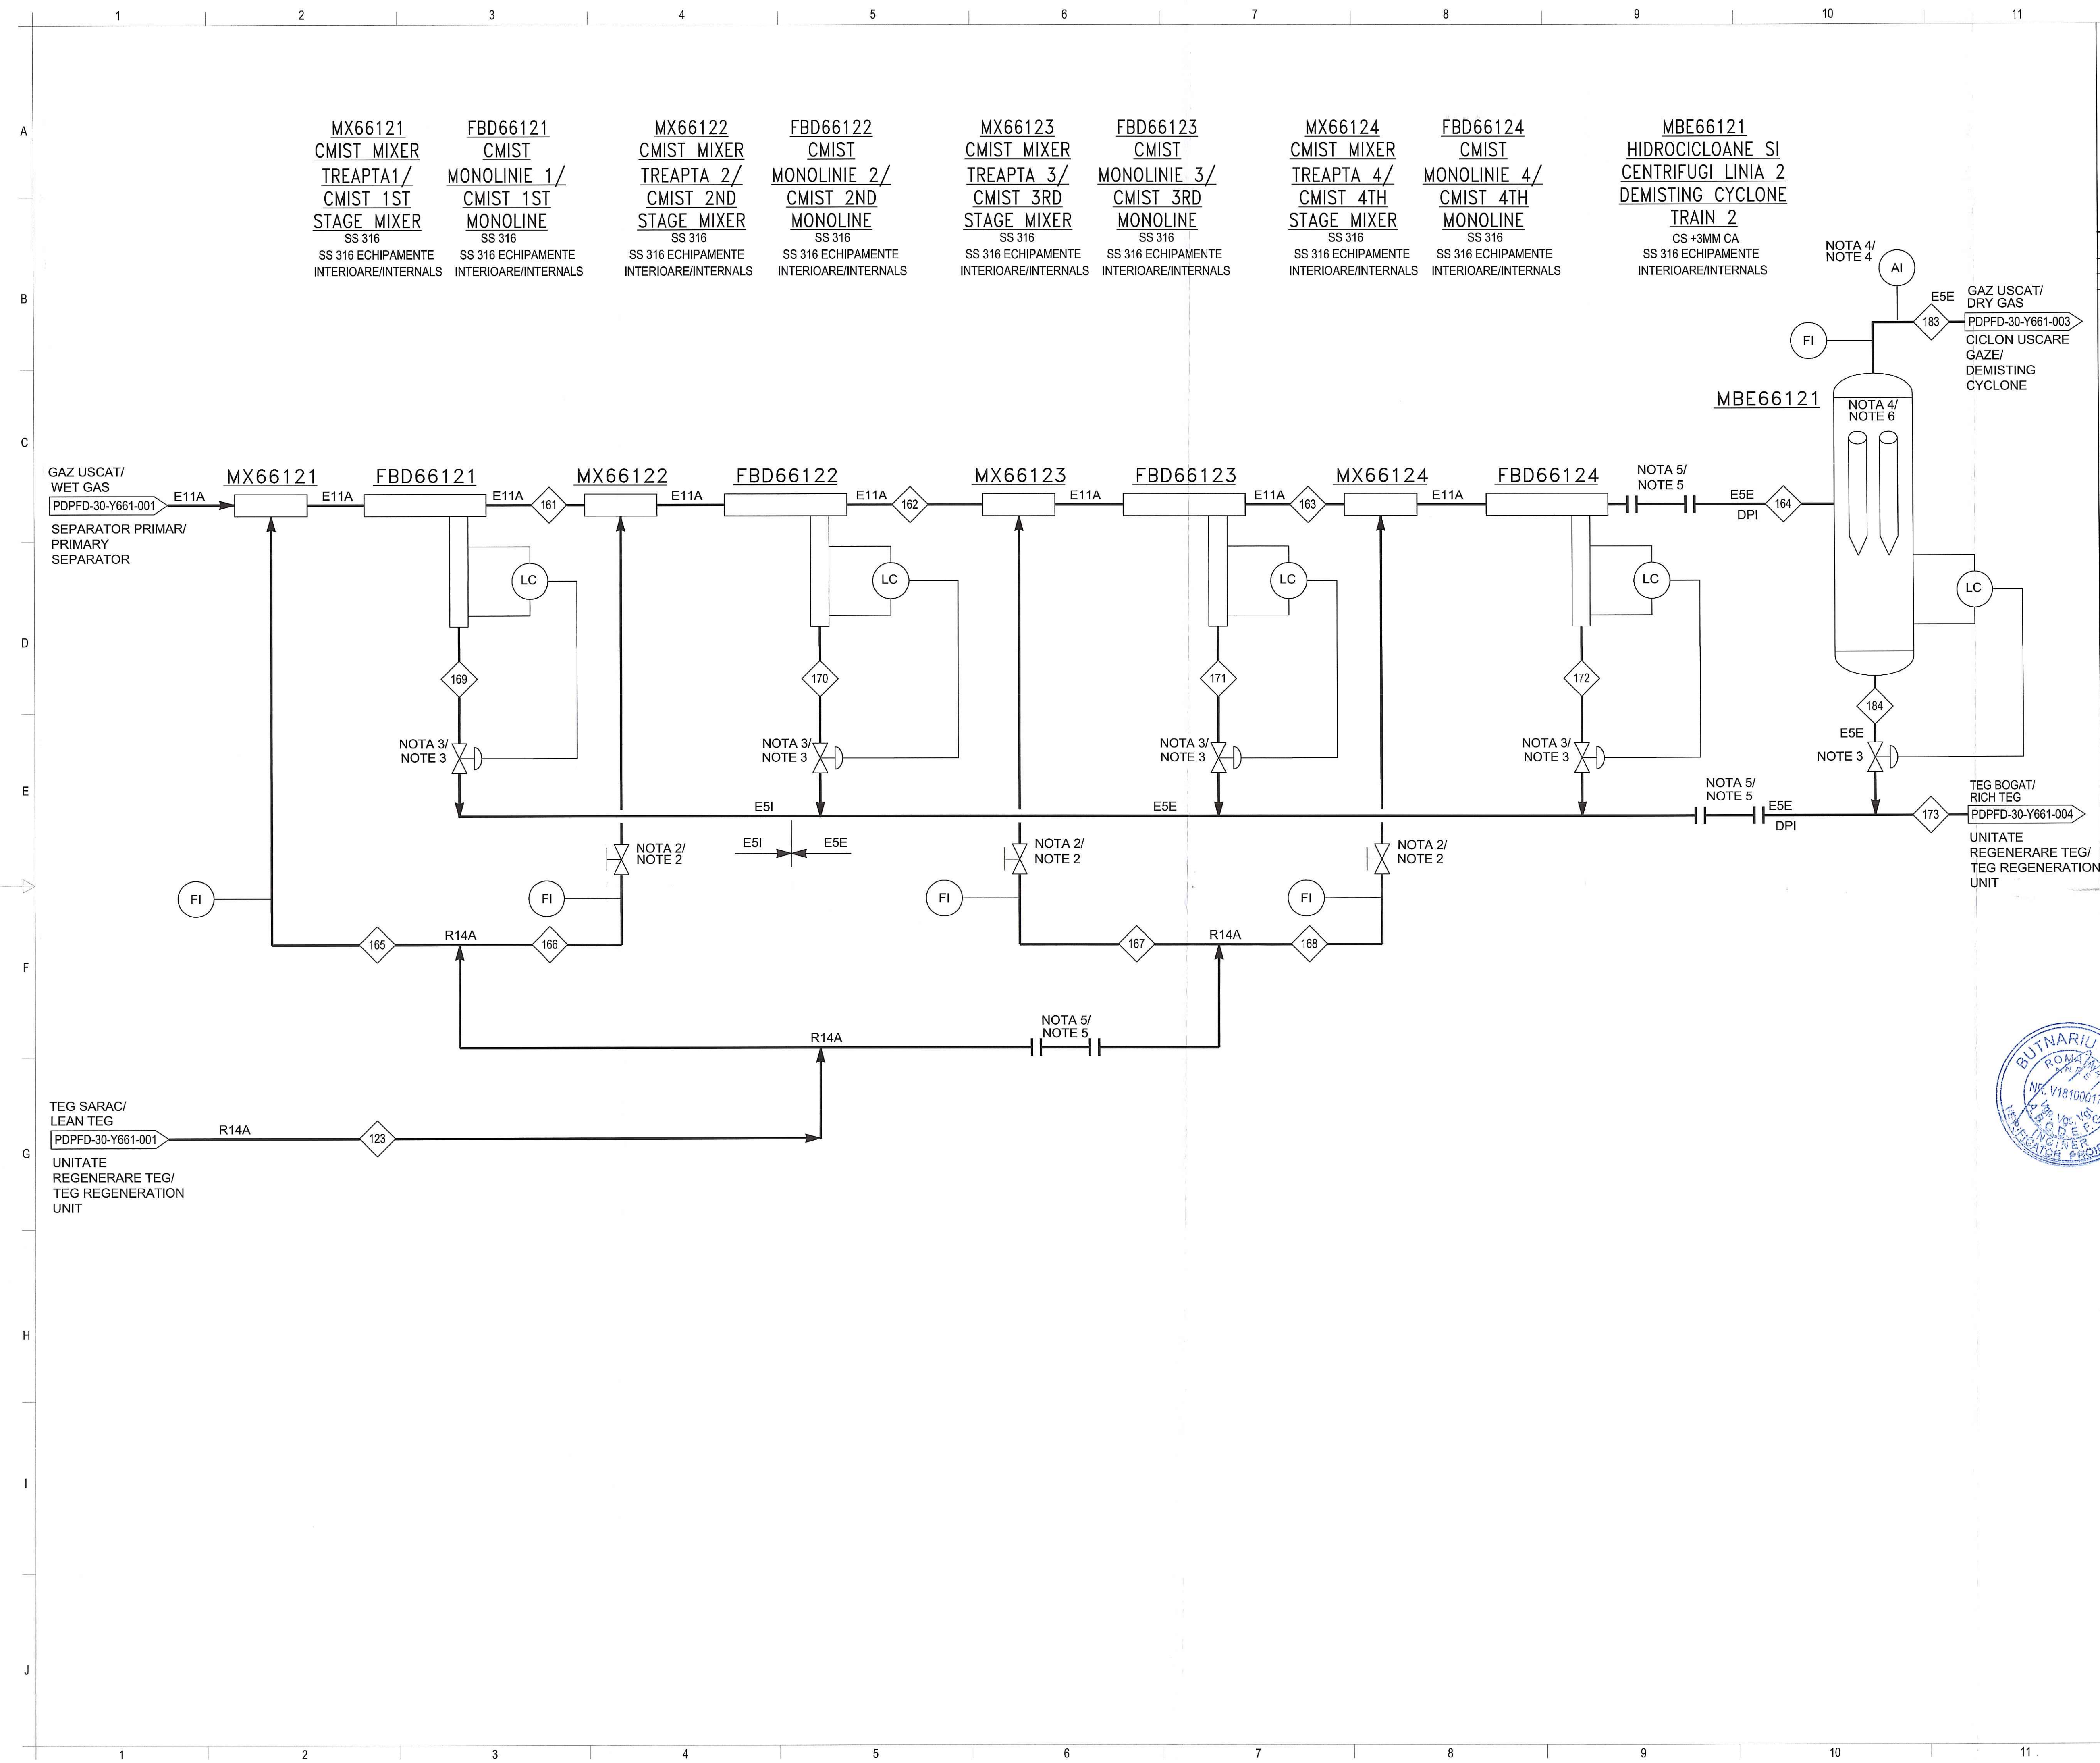 1 2 3 4 5 6 7 8 9 10 11
A
B
C
D
E
F
G
H
I
J
MX66121
CMIST MIXER
TREAPTA1/
CMIST 1ST
STAGE MIXER
SS 316
SS 316 ECHIPAMENTE
INTERIOARE/INTERNALS
FBD66121
CMIST
MONOLINIE 1/
CMIST 1ST
MONOLINE
SS 316
SS 316 ECHIPAMENTE
INTERIOARE/INTERNALS
MX66122
CMIST MIXER
TREAPTA 2/
CMIST 2ND
STAGE MIXER
SS 316
SS 316 ECHIPAMENTE
INTERIOARE/INTERNALS
FBD66122
CMIST
MONOLINIE 2/
CMIST 2ND
MONOLINE
SS 316
SS 316 ECHIPAMENTE
INTERIOARE/INTERNALS
MX66123
CMIST MIXER
TREAPTA 3/
CMIST 3RD
STAGE MIXER
SS 316
SS 316 ECHIPAMENTE
INTERIOARE/INTERNALS
FBD66123
CMIST
MONOLINIE 3/
CMIST 3RD
MONOLINE
SS 316
SS 316 ECHIPAMENTE
INTERIOARE/INTERNALS
MX66124
CMIST MIXER
TREAPTA 4/
CMIST 4TH
STAGE MIXER
SS 316
SS 316 ECHIPAMENTE
INTERIOARE/INTERNALS
FBD66124
CMIST
MONOLINIE 4/
CMIST 4TH
MONOLINE
SS 316
SS 316 ECHIPAMENTE
INTERIOARE/INTERNALS
MBE66121
HIDROCICLOANE SI
CENTRIFUGI LINIA 2
DEMISTING CYCLONE
TRAIN 2
CS +3MM CA
SS 316 ECHIPAMENTE
INTERIOARE/INTERNALS
NOTA 4/
NOTE 4
AI
FI
E5E
183
GAZ USCAT/
DRY GAS
PDPFD-30-Y661-003
CICLON USCARE
GAZE/
DEMISTING
CYCLONE
MBE66121
NOTA 4/
NOTE 6
GAZ USCAT/
WET GAS
PDPFD-30-Y661-001
SEPARATOR PRIMAR/
PRIMARY
SEPARATOR
E11A
MX66121
E11A
FBD66121
E11A
161
MX66122
E11A
FBD66122
E11A
162
MX66123
E11A
FBD66123
E11A
163
MX66124
E11A
FBD66124
NOTA 5/
NOTE 5
E5E
DPI
164
LC
LC
LC
LC
LC
169
170
171
172
184
E5E
NOTA 3/
NOTE 3
NOTA 3/
NOTE 3
NOTA 3/
NOTE 3
NOTA 3/
NOTE 3
NOTE 3
E5I
E5E
NOTA 5/
NOTE 5
E5E
DPI
173
TEG BOGAT/
RICH TEG
PDPFD-30-Y661-004
UNITATE
REGENERARE TEG/
TEG REGENERATION
UNIT
E5I E5E
NOTA 2/
NOTE 2
NOTA 2/
NOTE 2
NOTA 2/
NOTE 2
FI
FI
FI
FI
165
R14A
166
167
R14A
168
R14A
NOTA 5/
NOTE 5
TEG SARAC/
LEAN TEG
PDPFD-30-Y661-001
R14A
123
UNITATE
REGENERARE TEG/
TEG REGENERATION
UNIT
BUTNARIU
NR. V1810001
INGINER
1 2 3 4 5 6 7 8 9 10 11